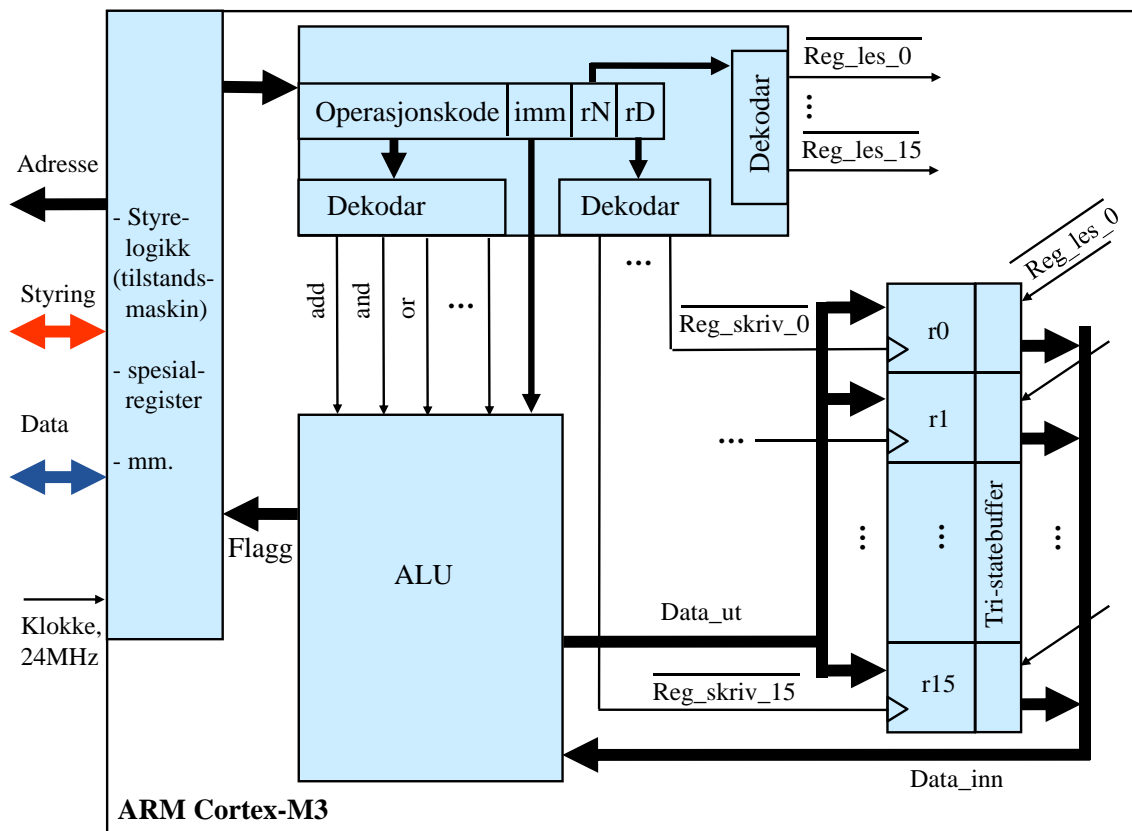 Adresse
Styring
Data
Klokke,
24MHz
- Styre-
logikk
(tilstands-
maskin)
- spesial-
register
- mm.
Operasjonskode imm rN rD
Dekodar
Dekodar
Dekodar
Reg_les_0
...
Reg_les_15
add
and
or
...
...
Reg_skriv_0
...
Reg_skriv_15
Reg_les_0
r0
r1
...
...
...
r15
Tri-statebuffer
Flagg
ALU
Data_ut
Data_inn
ARM Cortex-M3